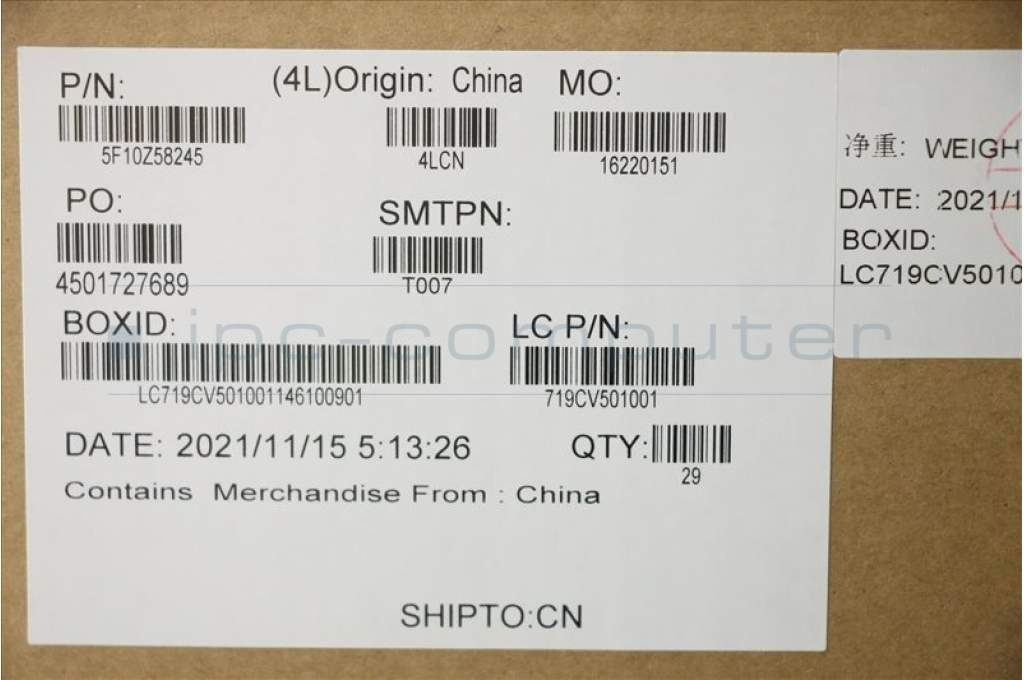 P/N:
5F10Z58245
(4L)Origin: China
4LCN
MO:
16220151
PO:
4501727689
SMTPN:
T007
BOXID:
LC719CV501001146100901
LC P/N:
719CV501001
DATE: 2021/11/15 5:13:26
QTY:
29
Contains Merchandise From : China
SHIPTO:CN
净重: WEIGH
DATE: 2021/1
BOXID:
LC719CV5010
ipc-computer